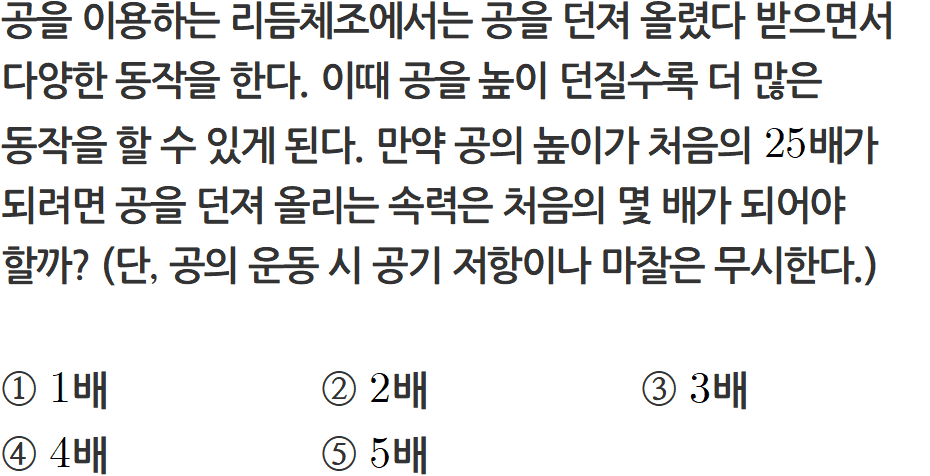 공을 이용하는 리듬체조에서는 공을 던져 올렸다 받으면서
다양한 동작을 한다. 이때 공을 높이 던질수록 더 많은
동작을 할 수 있게 된다. 만약 공의 높이가 처음의 25배가
되려면 공을 던져 올리는 속력은 처음의 몇 배가 되어야
할까? (단, 공의 운동 시 공기 저항이나 마찰은 무시한다.)
① 1배 ② 2배 ③ 3배
④ 4배 ⑤ 5배